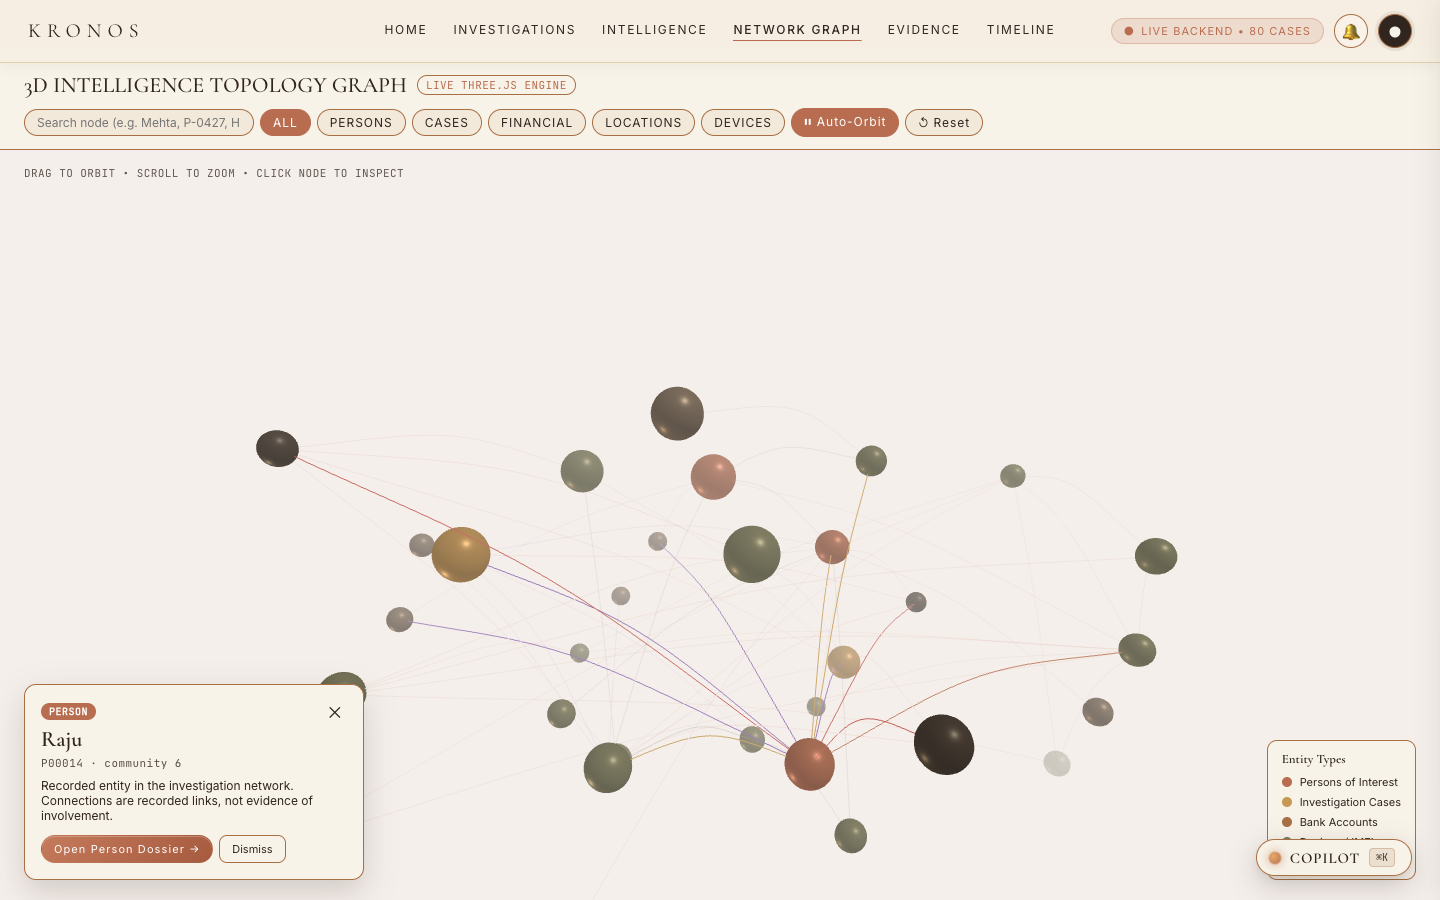 KRONOS
HOME
INVESTIGATIONS
INTELLIGENCE
NETWORK GRAPH
EVIDENCE
TIMELINE
LIVE BACKEND • 80 CASES
3D INTELLIGENCE TOPOLOGY GRAPH
LIVE THREE.JS ENGINE
Search node (e.g. Mehta, P-0427, H
ALL
PERSONS
CASES
FINANCIAL
LOCATIONS
DEVICES
Auto-Orbit
Reset
DRAG TO ORBIT • SCROLL TO ZOOM • CLICK NODE TO INSPECT
PERSON
Raju
P00014 · community 6
Recorded entity in the investigation network.
Connections are recorded links, not evidence of
involvement.
Open Person Dossier →
Dismiss
Entity Types
Persons of Interest
Investigation Cases
Bank Accounts
COPILOT
⌘K